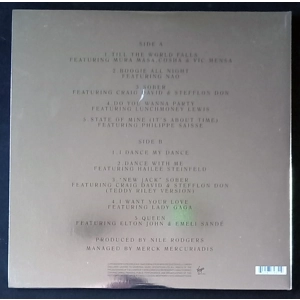 SIDE A
1. TILL THE WORLD FALLS
FEATURING MURA MASA, COSHA & VIC MENSA
2. BOOGIE ALL NIGHT
FEATURING NAO
3. SOBER
FEATURING CRAIG DAVID & STEFFLON DON
4. DO YA WANNA PARTY
FEATURING LUNCHMONEY LEWIS
5. STATE OF MINE (IT'S ABOUT TIME)
FEATURING PHILIPPE SAISSE
SIDE B
1. I DANCE MY DANCE
2. DANCE WITH ME
FEATURING HAILEE STEINFELD
3. "NEW JACK" SOBER
FEATURING CRAIG DAVID & STEFFLON DON
(TEDDY RILEY VERSION)
4. I WANT YOUR LOVE
FEATURING LADY GAGA
5. QUEEN
FEATURING ELTON JOHN & EMELI SANDÉ
PRODUCED BY NILE RODGERS
MANAGED BY MERCK MERCURIADIS